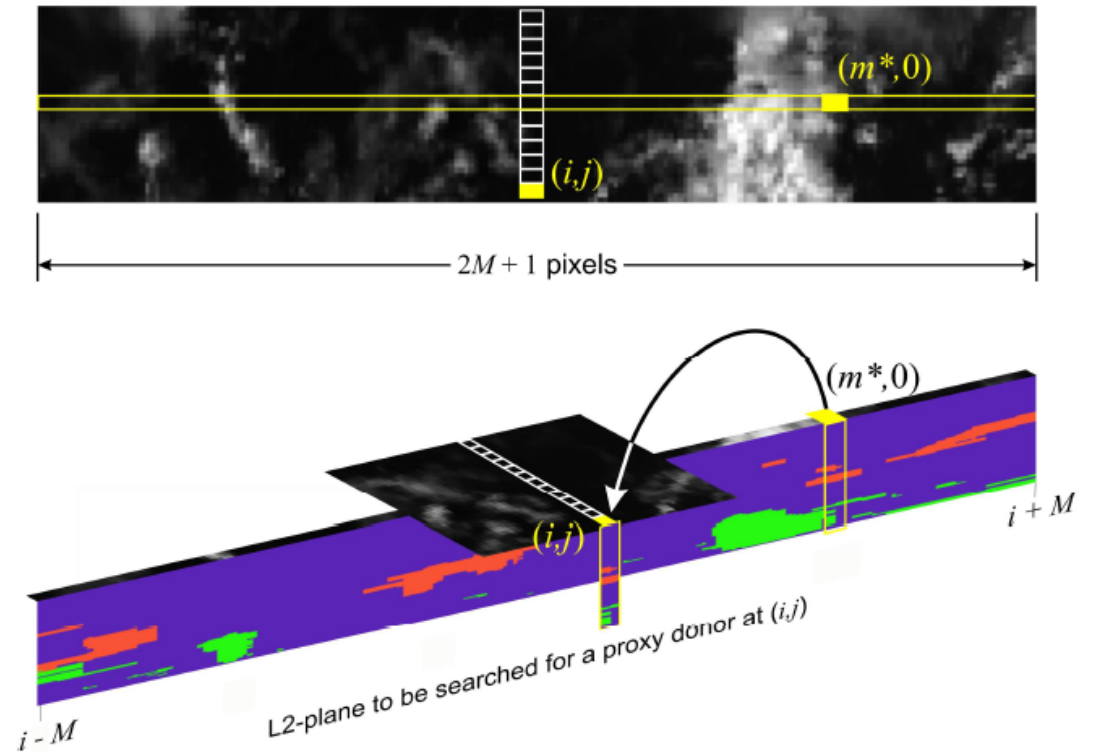 (m*,0)
(i,j)
2M + 1 pixels
(m*,0)
(i,j)
i + M
L2-plane to be searched for a proxy donor at (i,j)
i - M